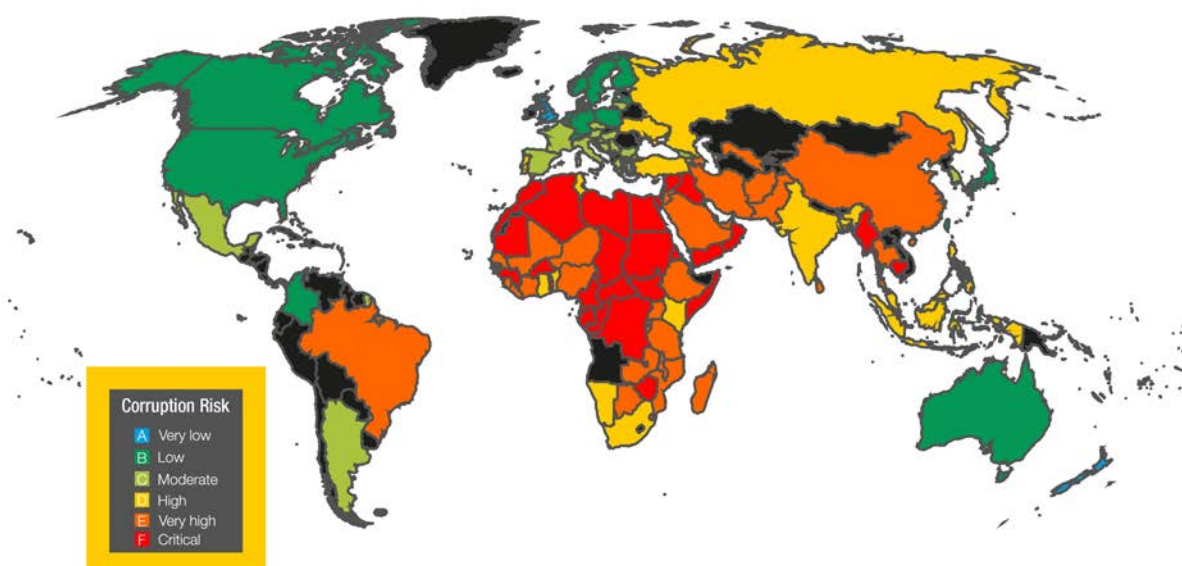 Corruption Risk
A Very low
B Low
C Moderate
D High
E Very high
F Critical